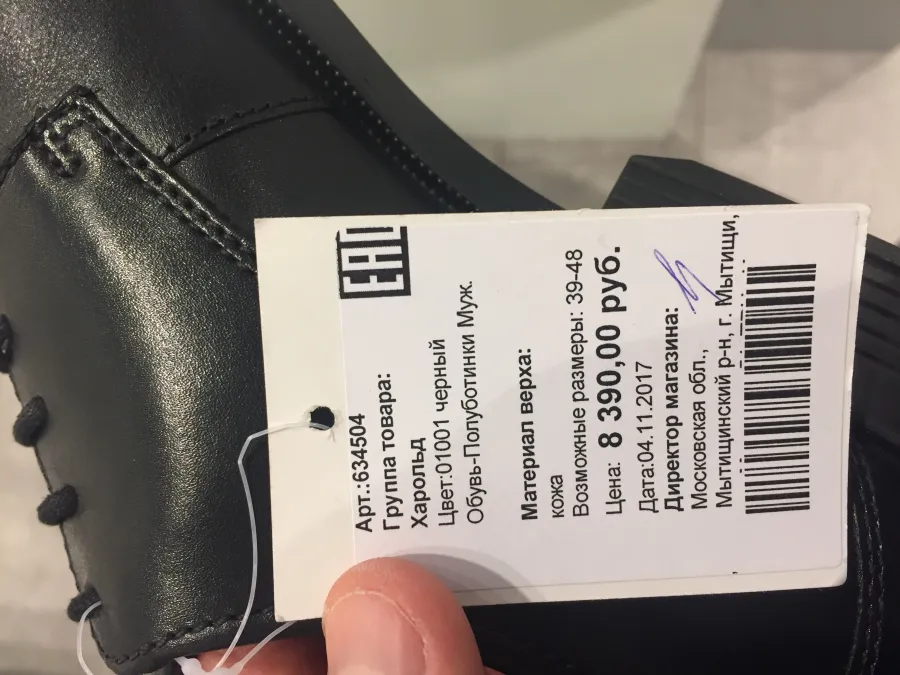 ЕАС
Арт.:634504
Группа товара:
Харольд
Цвет:01001 черный
Обувь-Полуботинки Муж.
Материал верха:
кожа
Возможные размеры: 39-48
Цена: 8 390,00 руб.
Дата:04.11.2017
Директор магазина:
Московская обл.,
Мытищинский р-н, г. Мытищи,